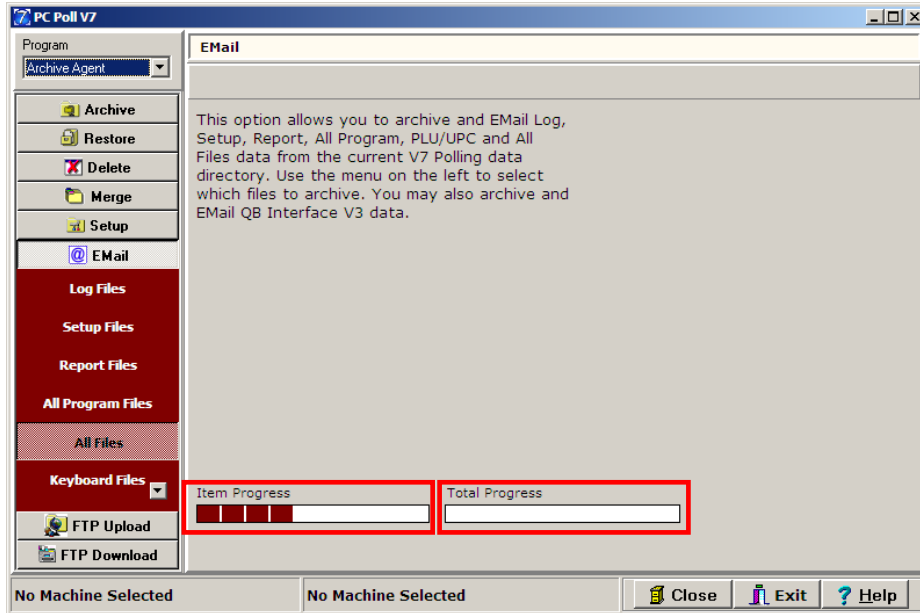 PC Poll V7
Program
Archive Agent
EMail
Archive
Restore
Delete
Merge
Setup
EMail
Log Files
Setup Files
Report Files
All Program Files
All Files
Keyboard Files
FTP Upload
FTP Download
This option allows you to archive and EMail Log,
Setup, Report, All Program, PLU/UPC and All
Files data from the current V7 Polling data
directory. Use the menu on the left to select
which files to archive. You may also archive and
EMail QB Interface V3 data.
Item Progress
Total Progress
No Machine Selected
No Machine Selected
Close
Exit
? Help